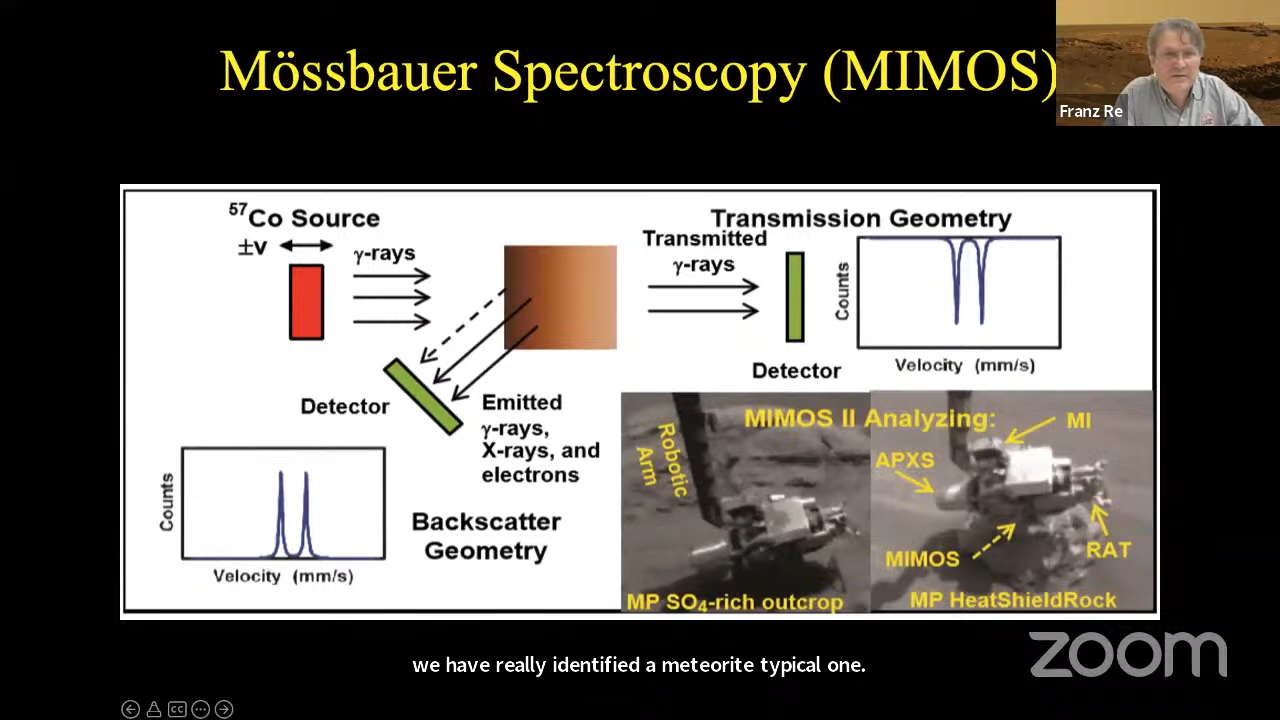 Mössbauer Spectroscopy (MIMOS)
Franz Re
⁵⁷Co Source
±v
γ-rays
Transmission Geometry
Transmitted
γ-rays
Counts
Velocity (mm/s)
Detector
Detector
Emitted
γ-rays,
X-rays, and
electrons
Counts
Velocity (mm/s)
Backscatter
Geometry
MIMOS II Analyzing:
Robotic
Arm
MI
APXS
MIMOS
RAT
MP SO₄-rich outcrop
MP HeatShieldRock
we have really identified a meteorite typical one.
zoom
CC